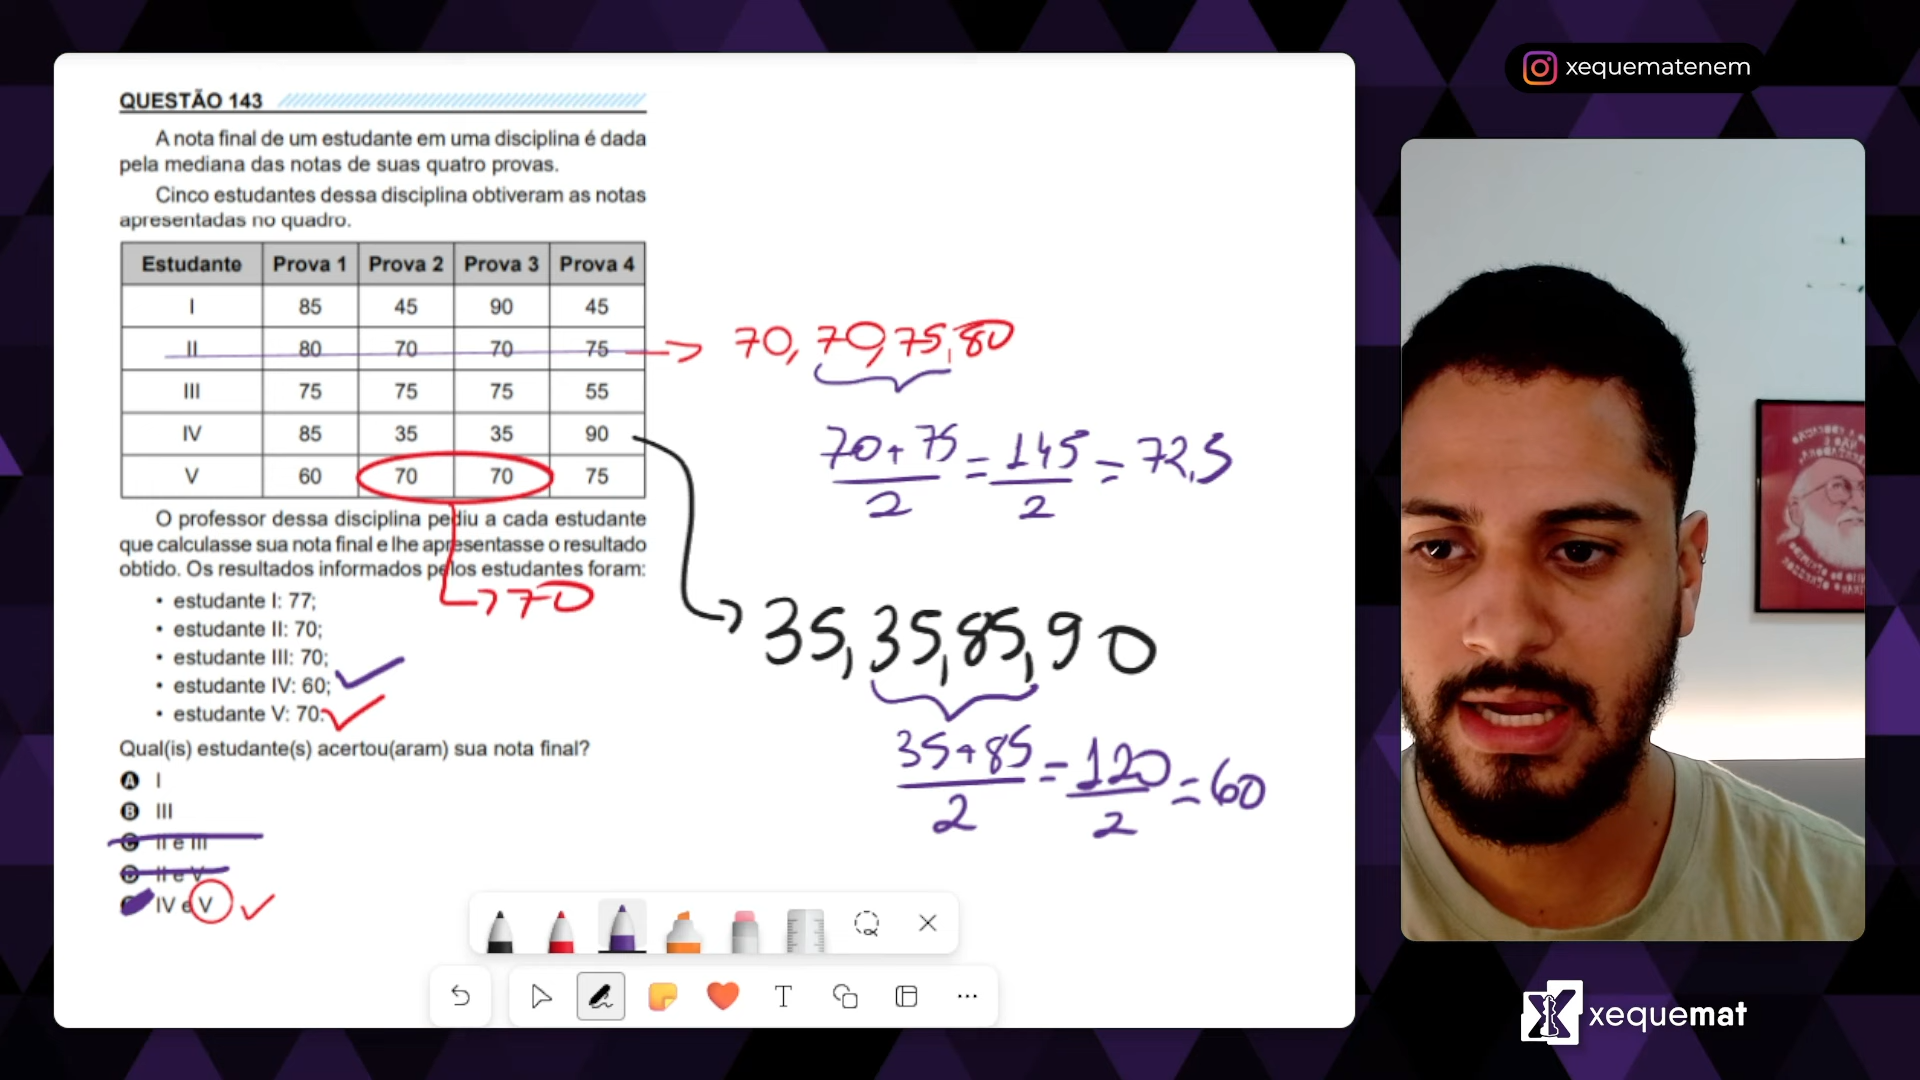 xequematenem
QUESTÃO 143
A nota final de um estudante em uma disciplina é dada
pela mediana das notas de suas quatro provas.
Cinco estudantes dessa disciplina obtiveram as notas
apresentadas no quadro.
Estudante Prova 1 Prova 2 Prova 3 Prova 4
I 85 45 90 45
II 80 70 70 75
III 75 75 75 55
IV 85 35 35 90
V 60 70 70 75
70, 70, 75, 80
70+75/2 = 145/2 = 72,5
O professor dessa disciplina pediu a cada estudante
que calculasse sua nota final e lhe apresentasse o resultado
obtido. Os resultados informados pelos estudantes foram:
70
• estudante I: 77;
• estudante II: 70;
• estudante III: 70;
• estudante IV: 60;
• estudante V: 70.
35, 35, 85, 90
35+85/2 = 120/2 = 60
Qual(is) estudante(s) acertou(aram) sua nota final?
A I
B III
C II e III
D II e V
IV e V
T
xequemat